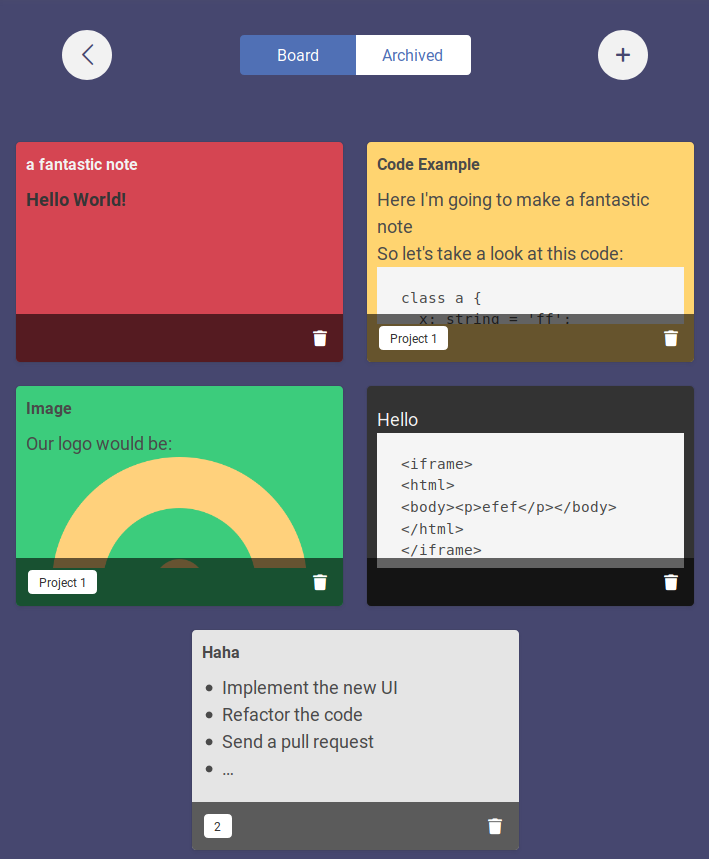 Board
Archived
+
a fantastic note
Hello World!
Code Example
Here I'm going to make a fantastic
note
So let's take a look at this code:
class a {
x: string = 'ff';
Project 1
Image
Our logo would be:
Project 1
Hello
<iframe>
<html>
<body><p>efef</p></body>
</html>
</iframe>
Haha
• Implement the new UI
• Refactor the code
• Send a pull request
• …
2